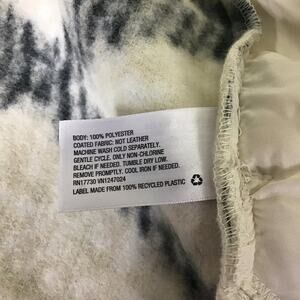 BODY: 100% POLYESTER
COATED FABRIC: NOT LEATHER
MACHINE WASH COLD SEPARATELY.
GENTLE CYCLE. ONLY NON-CHLORINE
BLEACH IF NEEDED. TUMBLE DRY LOW.
REMOVE PROMPTLY. COOL IRON IF NEEDED.
RN17730 VN1247024
LABEL MADE FROM 100% RECYCLED PLASTIC